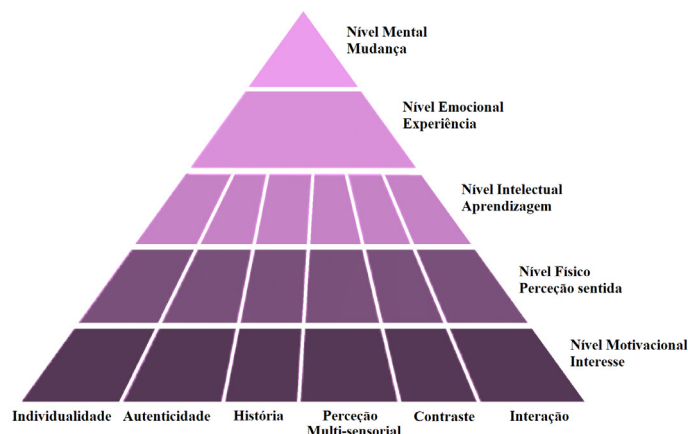 Nível Mental
Mudança
Nível Emocional
Experiência
Nível Intelectual
Aprendizagem
Nível Físico
Perceção sentida
Nível Motivacional
Interesse
Individualidade
Autenticidade
História
Perceção
Multi-sensorial
Contraste
Interação